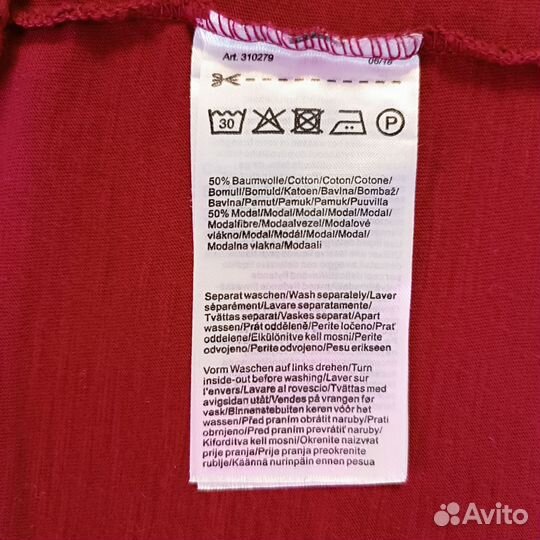 Art. 310279
06/18
30
P
50% Baumwolle/Cotton/Coton/Cotone/
Bomull/Bomuld/Katoen/Bavlna/Bombaž/
Bavlna/Pamut/Pamuk/Pamuk/Puuvilla
50% Modal/Modal/Modal/Modal/Modal/
Modalfibre/Modaalvezel/Modalové
vlákno/Modal/Modál/Modal/Modal/
Modalna vlakna/Modaali
Separat waschen/Wash separately/Laver
séparément/Lavare separatamente/
Tvättas separat/Vaskes separat/Apart
wassen/Prát odděleně/Perite ločeno/Prať
oddelene/Elkülönítve kell mosni/Perite
odvojeno/Perite odvojeno/Pesu erikseen
Vorm Waschen auf links drehen/Turn
inside-out before washing/Laver sur
l'envers/Lavare al rovescio/Tvättas med
avigsidan utåt/Vendes på vrangen før
vask/Binnenstebuiten keren vóór het
wassen/Před praním obrátit naruby/Prati
obrnjeno/Pred praním prevrátiť naruby/
Kifordítva kell mosni/Okrenite naizvrat
prije pranja/Prije pranja preokrenite
rublje/Käännä nurinpäin ennen pesua
Avito